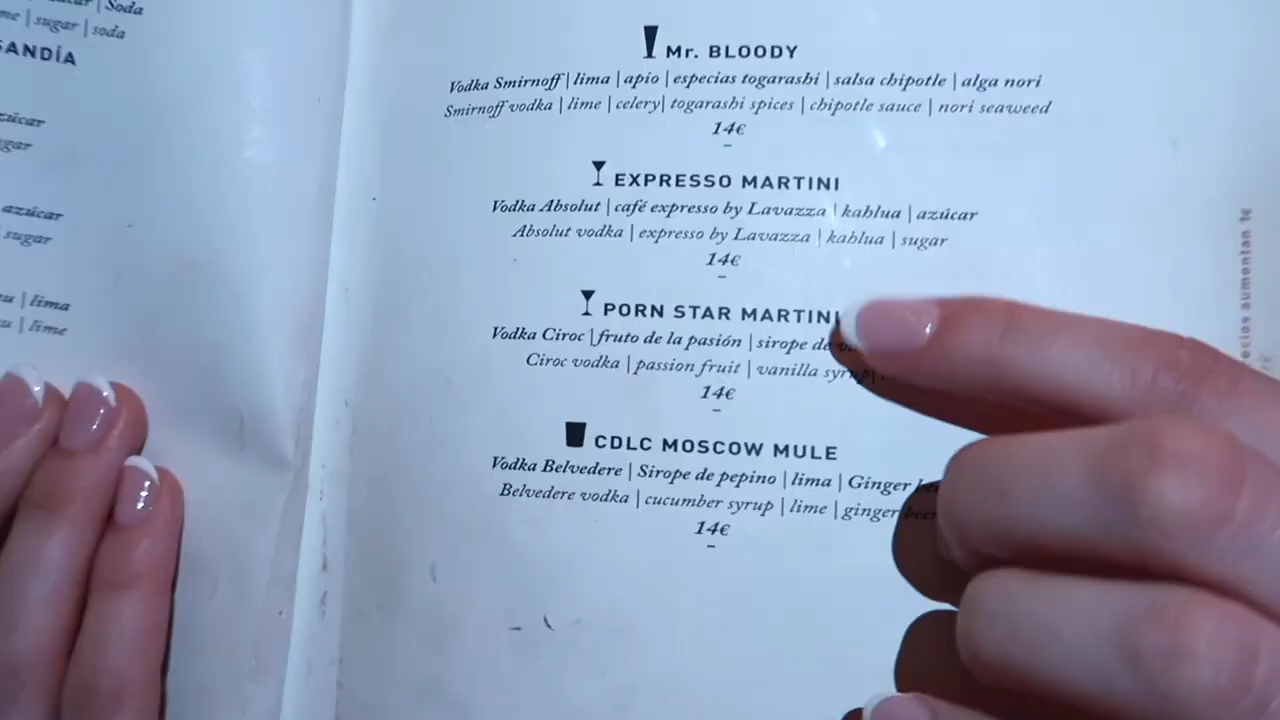 Soda
sugar | soda
SANDÍA
azúcar
sugar
| lima
| lime
Mr. BLOODY
Vodka Smirnoff | lima | apio | especias togarashi | salsa chipotle | alga nori
Smirnoff vodka | lime | celery| togarashi spices | chipotle sauce | nori seaweed
14€
EXPRESSO MARTINI
Vodka Absolut | café expresso by Lavazza | kahlua | azúcar
Absolut vodka | expresso by Lavazza | kahlua | sugar
14€
PORN STAR MARTINI
Vodka Ciroc | fruto de la pasión | sirope de
Ciroc vodka | passion fruit | vanilla syrup|
14€
CDLC MOSCOW MULE
Vodka Belvedere | Sirope de pepino | lima | Ginger beer
Belvedere vodka | cucumber syrup | lime | ginger beer
14€
aumentan 1€